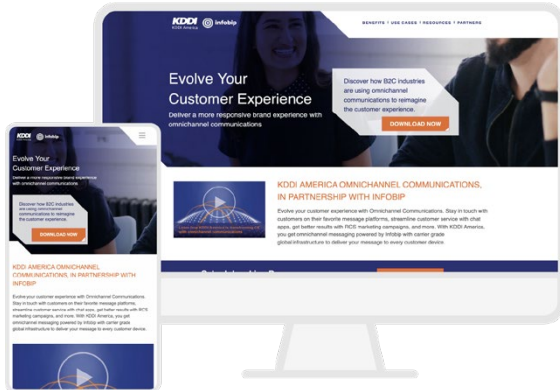 KDDI
KDDI America
infobip
BENEFITS
USE CASES
RESOURCES
PARTNERS
Evolve Your
Customer Experience
Deliver a more responsive brand experience with
omnichannel communications
Discover how B2C industries
are using omnichannel
communications to reimagine
the customer experience.
DOWNLOAD NOW
KDDI AMERICA OMNICHANNEL COMMUNICATIONS,
IN PARTNERSHIP WITH INFOBIP
Evolve your customer experience with Omnichannel Communications. Stay in touch with
customers on their favorite message platforms, streamline customer service with chat
apps, get better results with RCS marketing campaigns, and more. With KDDI America,
you get omnichannel messaging powered by Infobip with carrier grade
global infrastructure to deliver your message to every customer device.
KDDI
infobip
Evolve Your
Customer Experience
Deliver a more responsive brand experience
with omnichannel communications
Discover how B2C industries
are using omnichannel
communications to reimagine
the customer experience.
DOWNLOAD NOW
KDDI AMERICA OMNICHANNEL
COMMUNICATIONS, IN PARTNERSHIP WITH
INFOBIP
Evolve your customer experience with Omnichannel Communications.
Stay in touch with customers on their favorite message platforms,
streamline customer service with chat apps, get better results with RCS
marketing campaigns, and more. With KDDI America, you get
omnichannel messaging powered by Infobip with carrier grade
global infrastructure to deliver your message to every customer device.